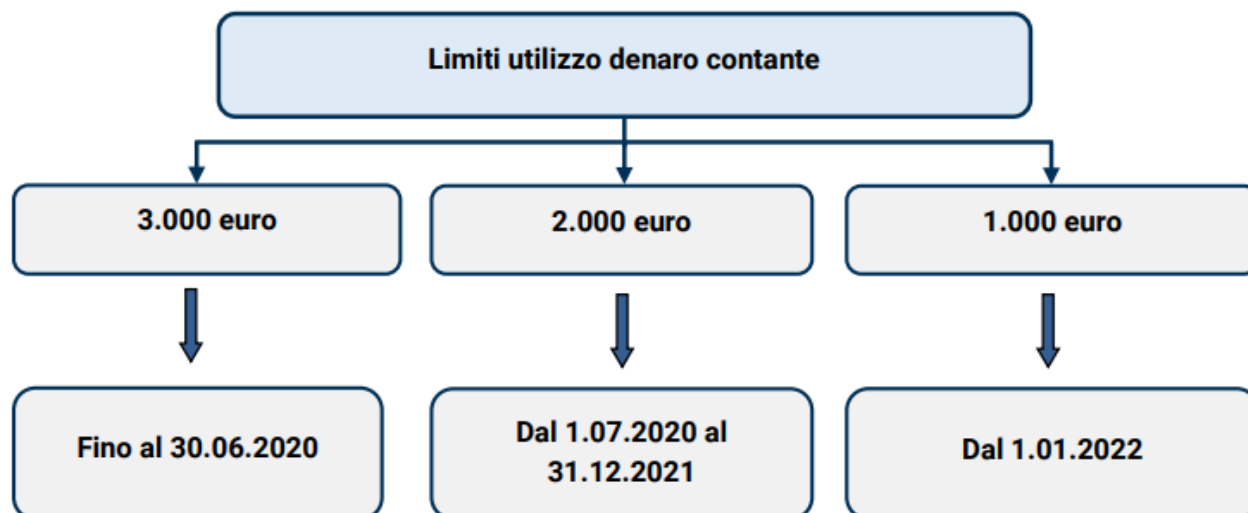 Limiti utilizzo denaro contante
3.000 euro
2.000 euro
1.000 euro
Fino al 30.06.2020
Dal 1.07.2020 al
31.12.2021
Dal 1.01.2022